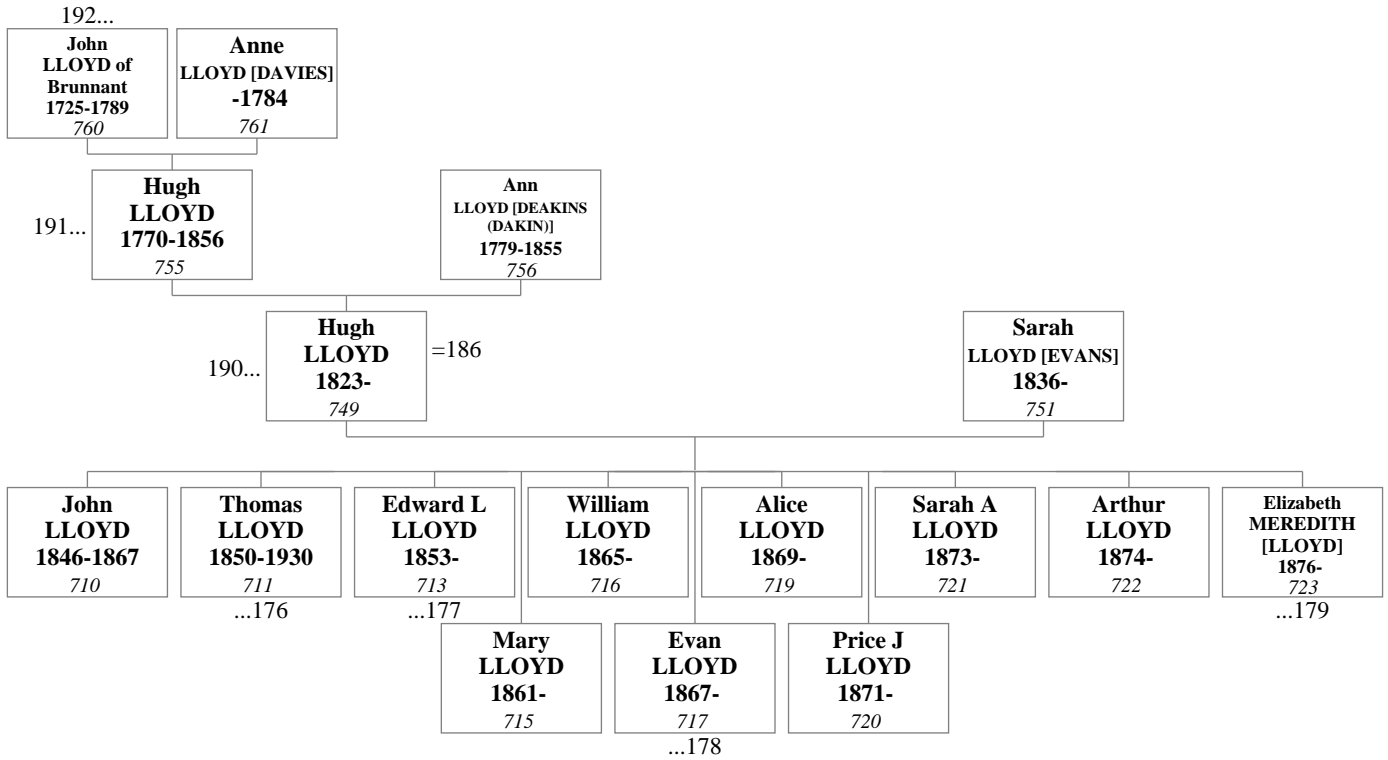 192...
John
LLOYD of
Brunnant
1725-1789
760
Anne
LLOYD [DAVIES]
-1784
761
191...
Hugh
LLOYD
1770-1856
755
Ann
LLOYD [DEAKINS
(DAKIN)]
1779-1855
756
190...
Hugh
LLOYD
1823-
749
=186
Sarah
LLOYD [EVANS]
1836-
751
John
LLOYD
1846-1867
710
Thomas
LLOYD
1850-1930
711
...176
Edward L
LLOYD
1853-
713
...177
William
LLOYD
1865-
716
Alice
LLOYD
1869-
719
Sarah A
LLOYD
1873-
721
Arthur
LLOYD
1874-
722
Elizabeth
MEREDITH
[LLOYD]
1876-
723
...179
Mary
LLOYD
1861-
715
Evan
LLOYD
1867-
717
...178
Price J
LLOYD
1871-
720